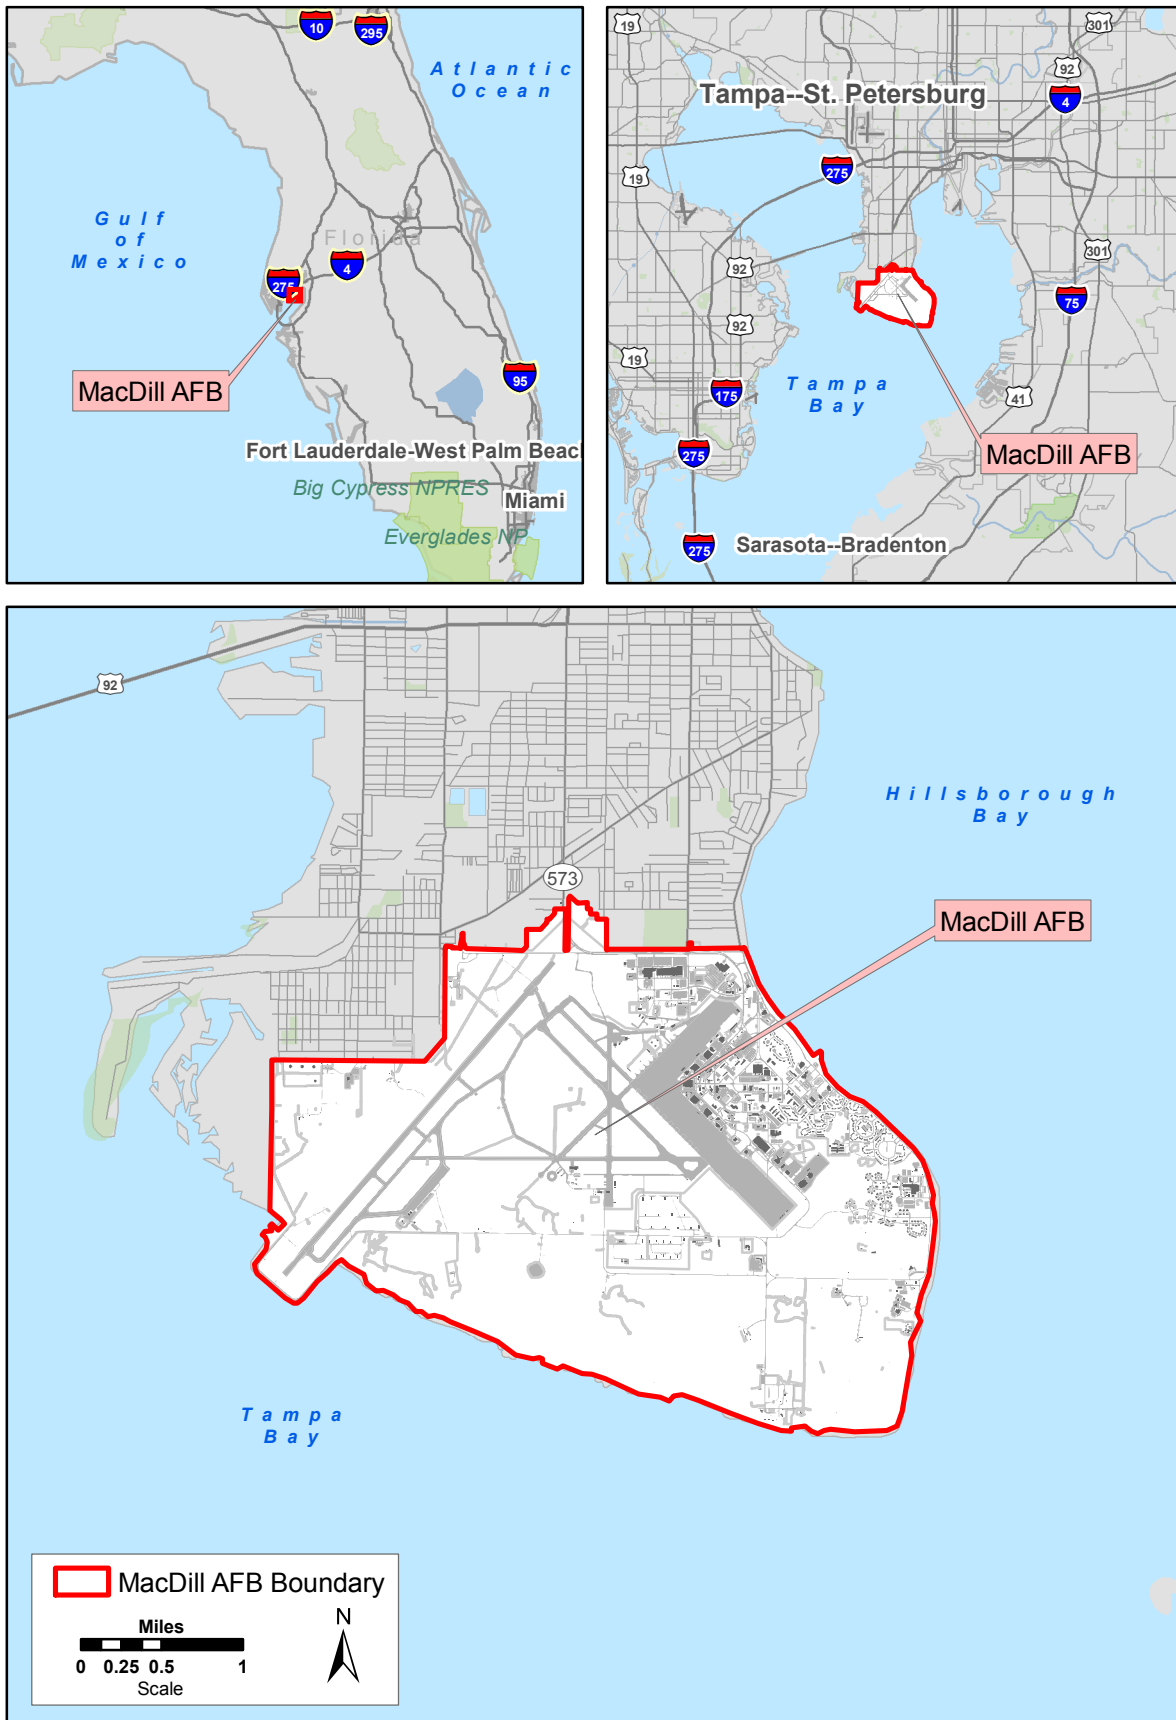 10
295
Atlantic
Ocean
Gulf
of
Mexico
Florida
4
275
MacDill AFB
95
Fort Lauderdale-West Palm Beac
Big Cypress NPRES
Miami
Everglades NP
19
301
92
Tampa--St. Petersburg
4
275
19
301
92
75
92
19
Tampa
Bay
175
41
275
MacDill AFB
275
Sarasota--Bradenton
92
Hillsborough
Bay
573
MacDill AFB
Tampa
Bay
MacDill AFB Boundary
Miles
N
0 0.25 0.5 1
Scale